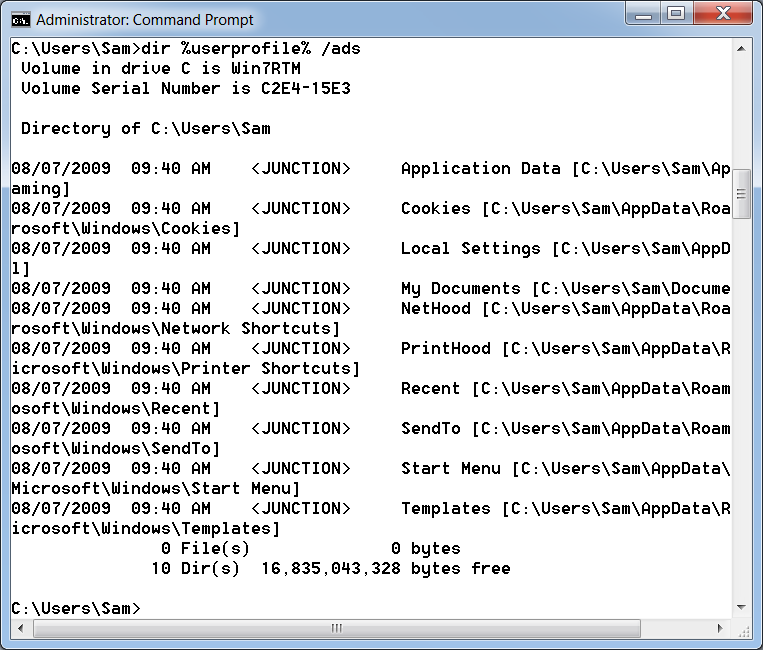 Administrator: Command Prompt
C:\Users\Sam>dir %userprofile% /ads
 Volume in drive C is Win7RTM
 Volume Serial Number is C2E4-15E3
 Directory of C:\Users\Sam
08/07/2009  09:40 AM    <JUNCTION>     Application Data [C:\Users\Sam\Ap
aming]
08/07/2009  09:40 AM    <JUNCTION>     Cookies [C:\Users\Sam\AppData\Roa
rosoft\Windows\Cookies]
08/07/2009  09:40 AM    <JUNCTION>     Local Settings [C:\Users\Sam\AppD
l]
08/07/2009  09:40 AM    <JUNCTION>     My Documents [C:\Users\Sam\Docume
08/07/2009  09:40 AM    <JUNCTION>     NetHood [C:\Users\Sam\AppData\Roa
rosoft\Windows\Network Shortcuts]
08/07/2009  09:40 AM    <JUNCTION>     PrintHood [C:\Users\Sam\AppData\R
icrosoft\Windows\Printer Shortcuts]
08/07/2009  09:40 AM    <JUNCTION>     Recent [C:\Users\Sam\AppData\Roam
osoft\Windows\Recent]
08/07/2009  09:40 AM    <JUNCTION>     SendTo [C:\Users\Sam\AppData\Roam
osoft\Windows\SendTo]
08/07/2009  09:40 AM    <JUNCTION>     Start Menu [C:\Users\Sam\AppData\
Microsoft\Windows\Start Menu]
08/07/2009  09:40 AM    <JUNCTION>     Templates [C:\Users\Sam\AppData\R
icrosoft\Windows\Templates]
               0 File(s)              0 bytes
              10 Dir(s)  16,835,043,328 bytes free
C:\Users\Sam>